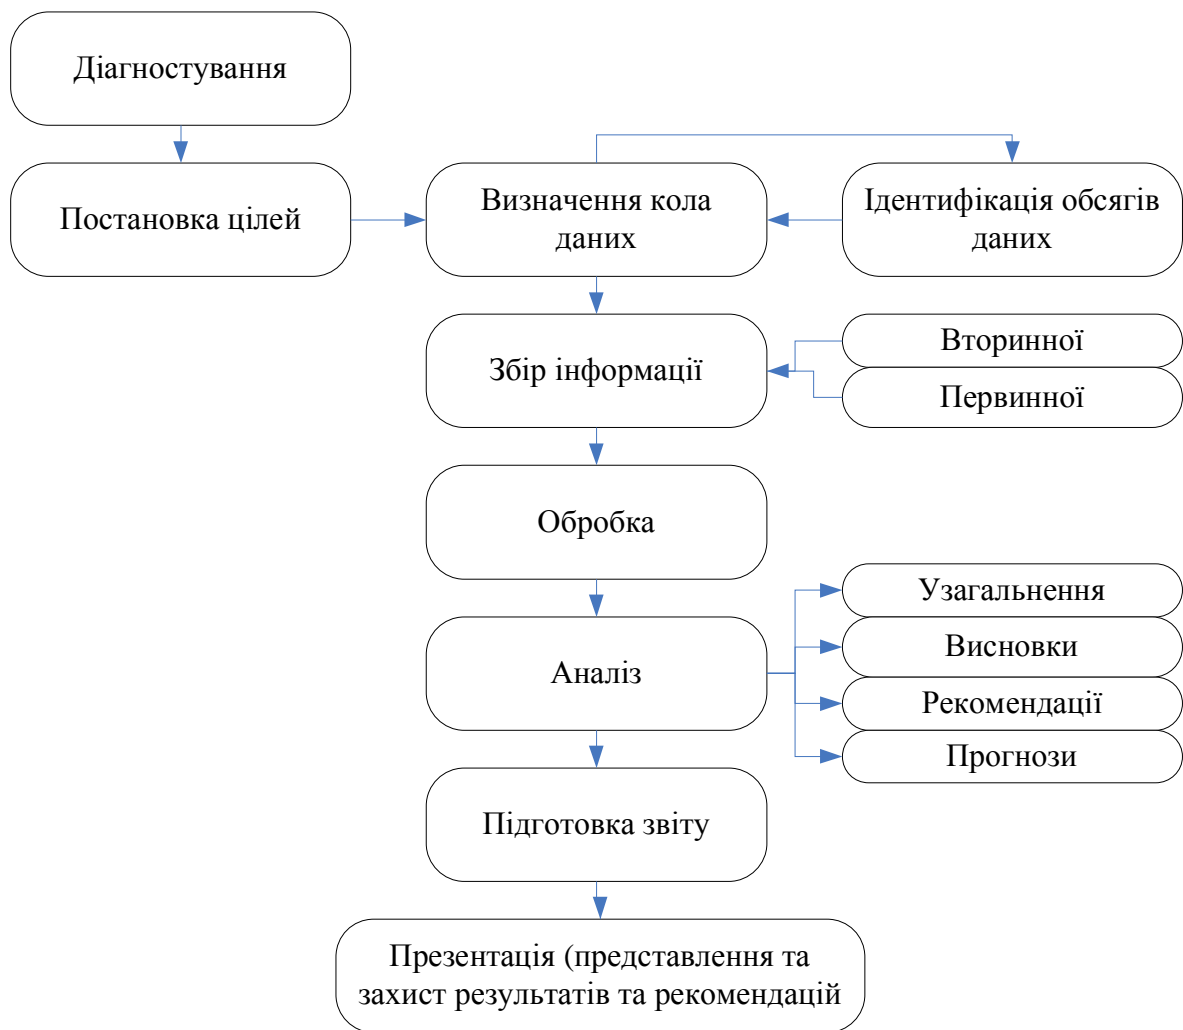 Діагностування
Постановка цілей
Визначення кола
даних
Ідентифікація обсягів
даних
Збір інформації
Вторинної
Первинної
Обробка
Аналіз
Узагальнення
Висновки
Рекомендації
Прогнози
Підготовка звіту
Презентація (представлення та
захист результатів та рекомендацій